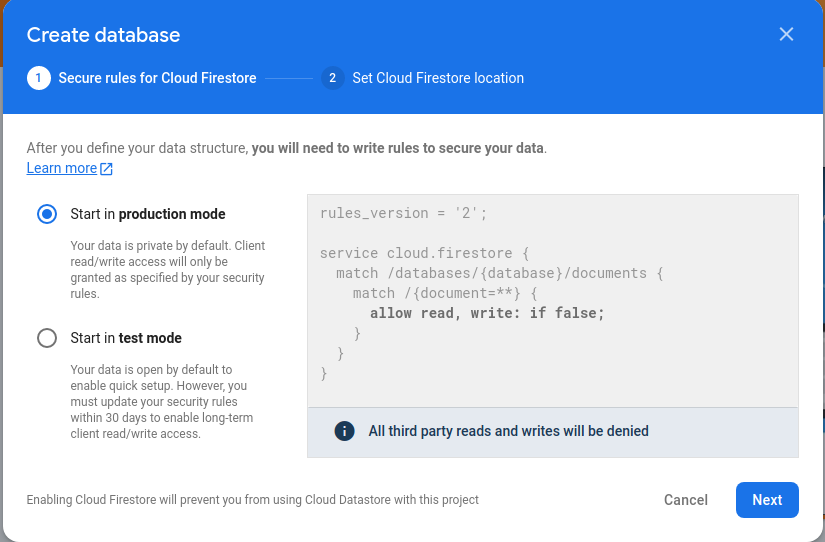 Create database
1 Secure rules for Cloud Firestore 2 Set Cloud Firestore location
After you define your data structure, you will need to write rules to secure your data.
Learn more
Start in production mode
Your data is private by default. Client
read/write access will only be
granted as specified by your security
rules.
Start in test mode
Your data is open by default to
enable quick setup. However, you
must update your security rules
within 30 days to enable long-term
client read/write access.
rules_version = '2';
service cloud.firestore {
  match /databases/{database}/documents {
    match /{document=**} {
      allow read, write: if false;
    }
  }
}
All third party reads and writes will be denied
Enabling Cloud Firestore will prevent you from using Cloud Datastore with this project
Cancel Next